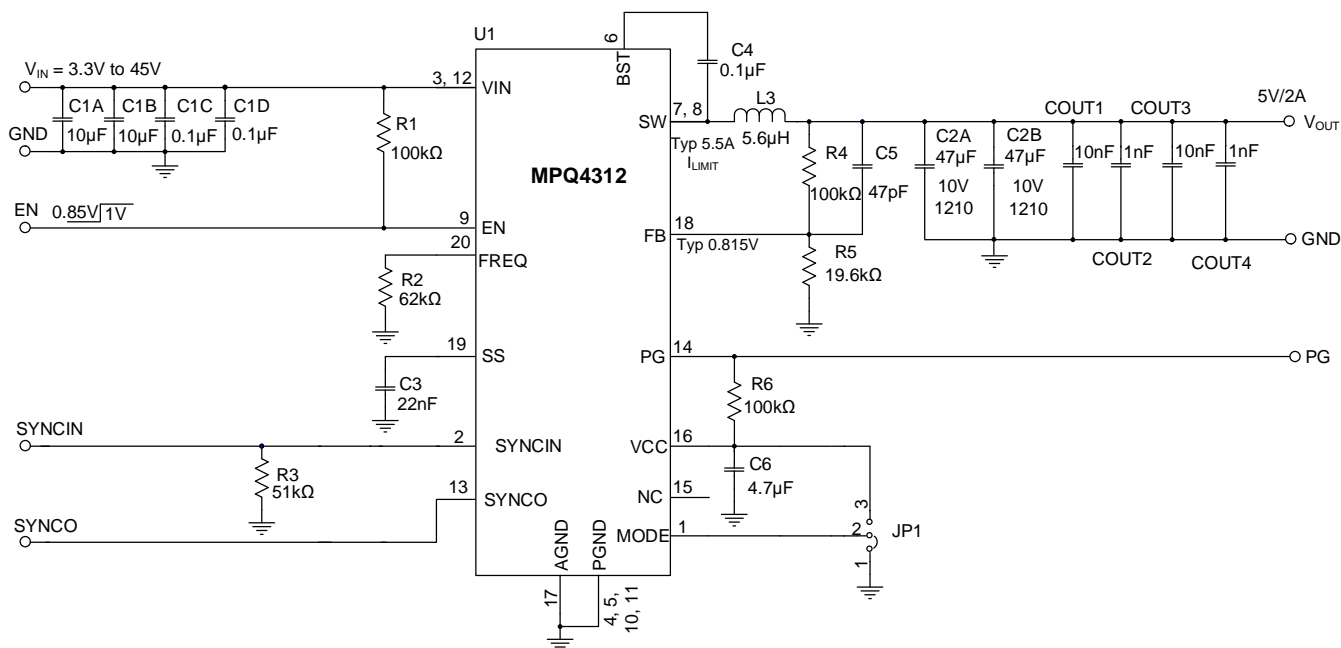 U1
6
BST
C4
0.1µF
V_IN = 3.3V to 45V
3, 12
VIN
C1A
10µF
C1B
10µF
C1C
0.1µF
C1D
0.1µF
GND
R1
100kΩ
7, 8
SW
L3
5.6µH
Typ 5.5A
I_LIMIT
COUT1
COUT3
5V/2A
V_OUT
R4
100kΩ
C5
47pF
C2A
47µF
10V
1210
C2B
47µF
10V
1210
10nF
1nF
10nF
1nF
MPQ4312
EN
0.85V
1V
9
EN
20
FREQ
18
FB
Typ 0.815V
GND
COUT2
COUT4
R2
62kΩ
R5
19.6kΩ
19
SS
14
PG
PG
C3
22nF
R6
100kΩ
SYNCIN
2
SYNCIN
16
VCC
R3
51kΩ
C6
4.7µF
13
SYNCO
15
NC
3
SYNCO
1
MODE
2
JP1
1
AGND
PGND
17
4, 5,
10, 11